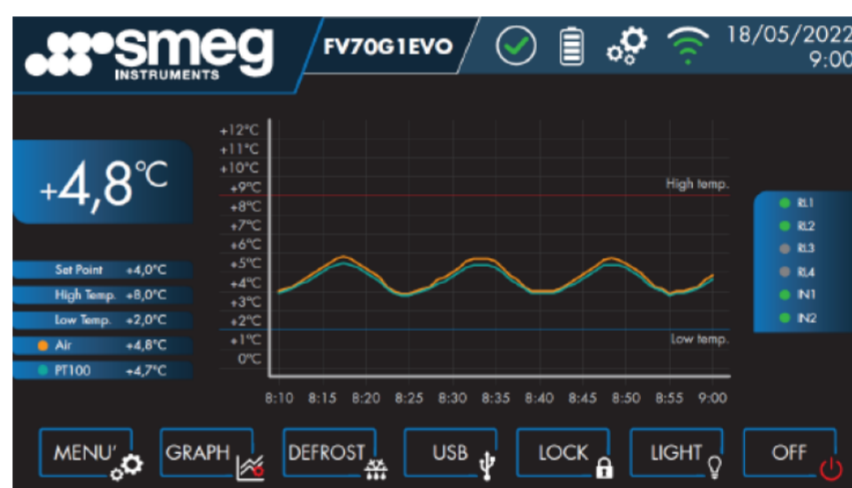 smeg
INSTRUMENTS
FV70G1EVO
18/05/2022
9:00
+4,8°C
Set Point +4,0°C
High Temp. +8,0°C
Low Temp. +2,0°C
Air +4,8°C
PT100 +4,7°C
+12°C
+11°C
+10°C
+9°C
+8°C
+7°C
+6°C
+5°C
+4°C
+3°C
+2°C
+1°C
0°C
High temp.
Low temp.
8:10 8:15 8:20 8:25 8:30 8:35 8:40 8:45 8:50 8:55 9:00
RL1
RL2
RL3
RL4
IN1
IN2
MENU' GRAPH DEFROST USB LOCK LIGHT OFF